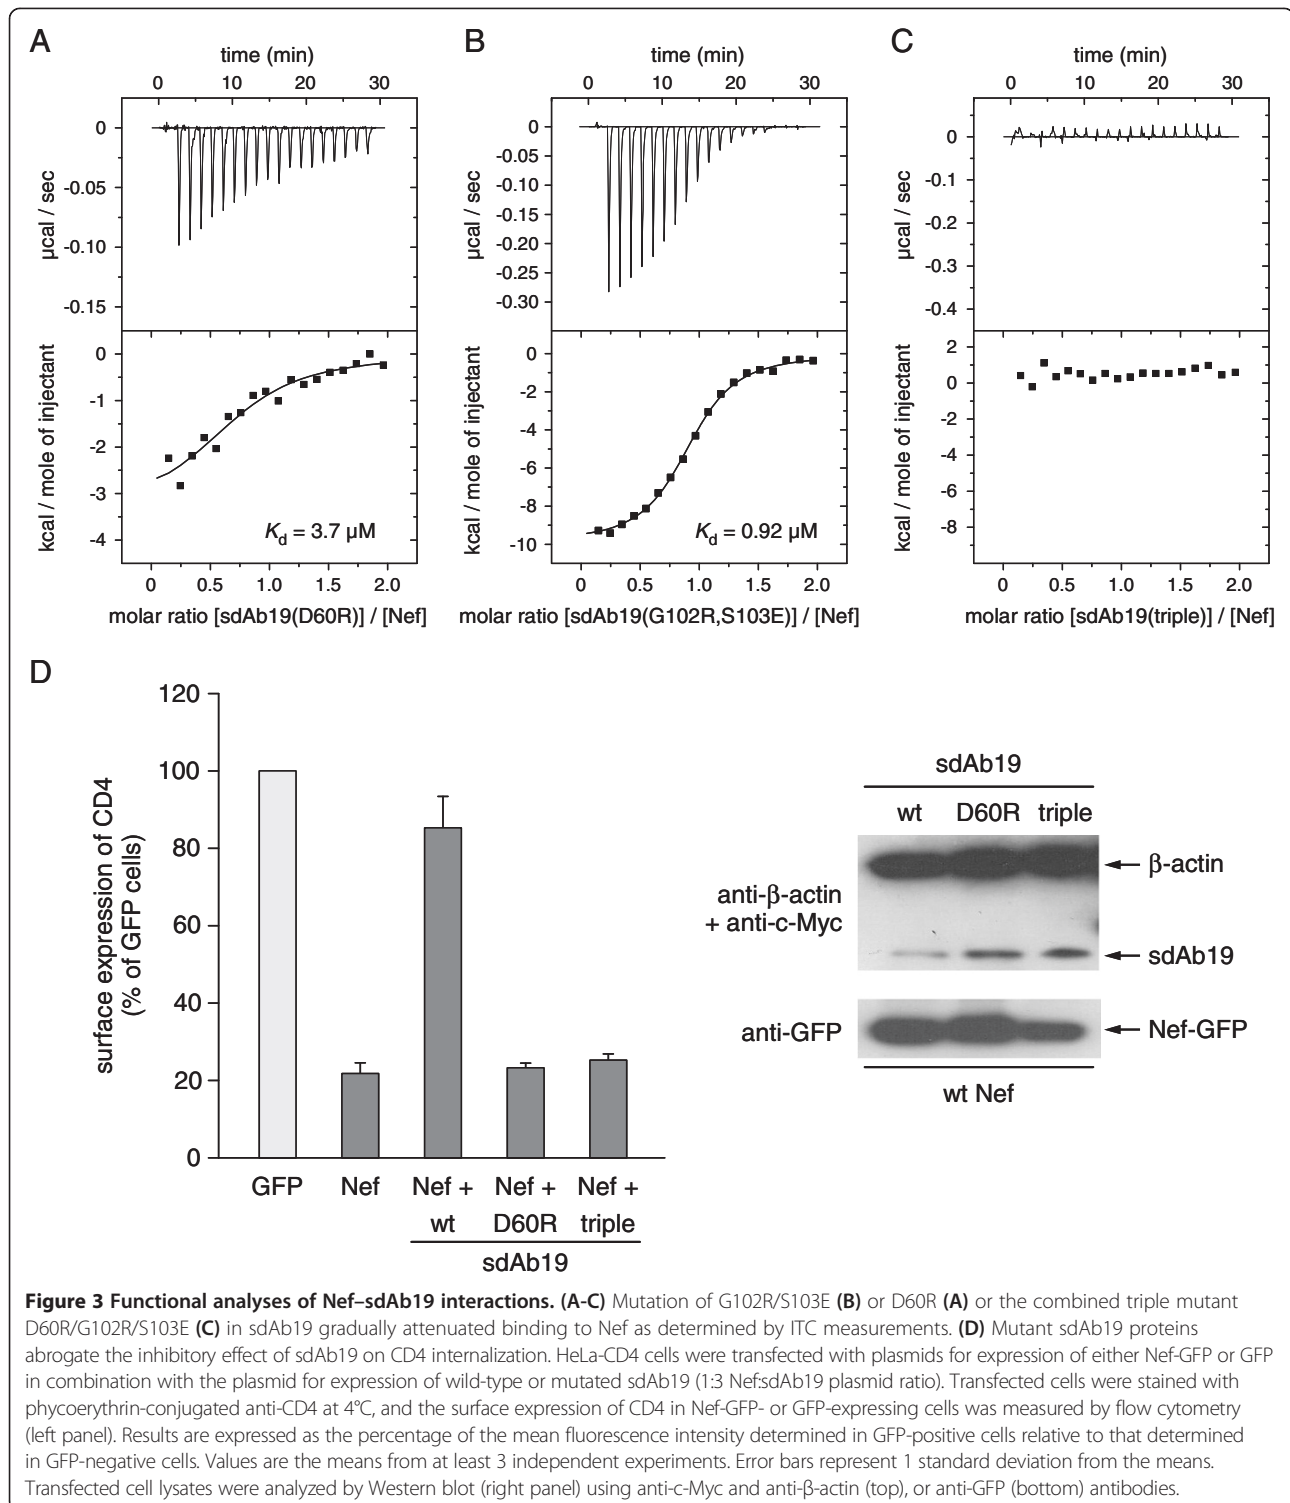 A
time (min)
0 10 20 30
0
-0.05
-0.10
-0.15
µcal / sec
0
-1
-2
-3
-4
kcal / mole of injectant
Kd = 3.7 µM
0 0.5 1.0 1.5 2.0
molar ratio [sdAb19(D60R)] / [Nef]
B
time (min)
0 10 20 30
0
-0.05
-0.10
-0.15
-0.20
-0.25
-0.30
µcal / sec
0
-2
-4
-6
-8
-10
kcal / mole of injectant
Kd = 0.92 µM
0 0.5 1.0 1.5 2.0
molar ratio [sdAb19(G102R,S103E)] / [Nef]
C
time (min)
0 10 20 30
0
-0.1
-0.2
-0.3
-0.4
µcal / sec
2
0
-2
-4
-6
-8
kcal / mole of injectant
0 0.5 1.0 1.5 2.0
molar ratio [sdAb19(triple)] / [Nef]
D
120
100
80
60
40
20
0
surface expression of CD4
(% of GFP cells)
GFP Nef Nef + Nef + Nef +
wt D60R triple
sdAb19
sdAb19
wt D60R triple
anti-β-actin
+ anti-c-Myc
β-actin
sdAb19
anti-GFP
Nef-GFP
wt Nef
Figure 3 Functional analyses of Nef–sdAb19 interactions. (A-C) Mutation of G102R/S103E (B) or D60R (A) or the combined triple mutant
D60R/G102R/S103E (C) in sdAb19 gradually attenuated binding to Nef as determined by ITC measurements. (D) Mutant sdAb19 proteins
abrogate the inhibitory effect of sdAb19 on CD4 internalization. HeLa-CD4 cells were transfected with plasmids for expression of either Nef-GFP or GFP
in combination with the plasmid for expression of wild-type or mutated sdAb19 (1:3 Nef:sdAb19 plasmid ratio). Transfected cells were stained with
phycoerythrin-conjugated anti-CD4 at 4°C, and the surface expression of CD4 in Nef-GFP- or GFP-expressing cells was measured by flow cytometry
(left panel). Results are expressed as the percentage of the mean fluorescence intensity determined in GFP-positive cells relative to that determined
in GFP-negative cells. Values are the means from at least 3 independent experiments. Error bars represent 1 standard deviation from the means.
Transfected cell lysates were analyzed by Western blot (right panel) using anti-c-Myc and anti-β-actin (top), or anti-GFP (bottom) antibodies.